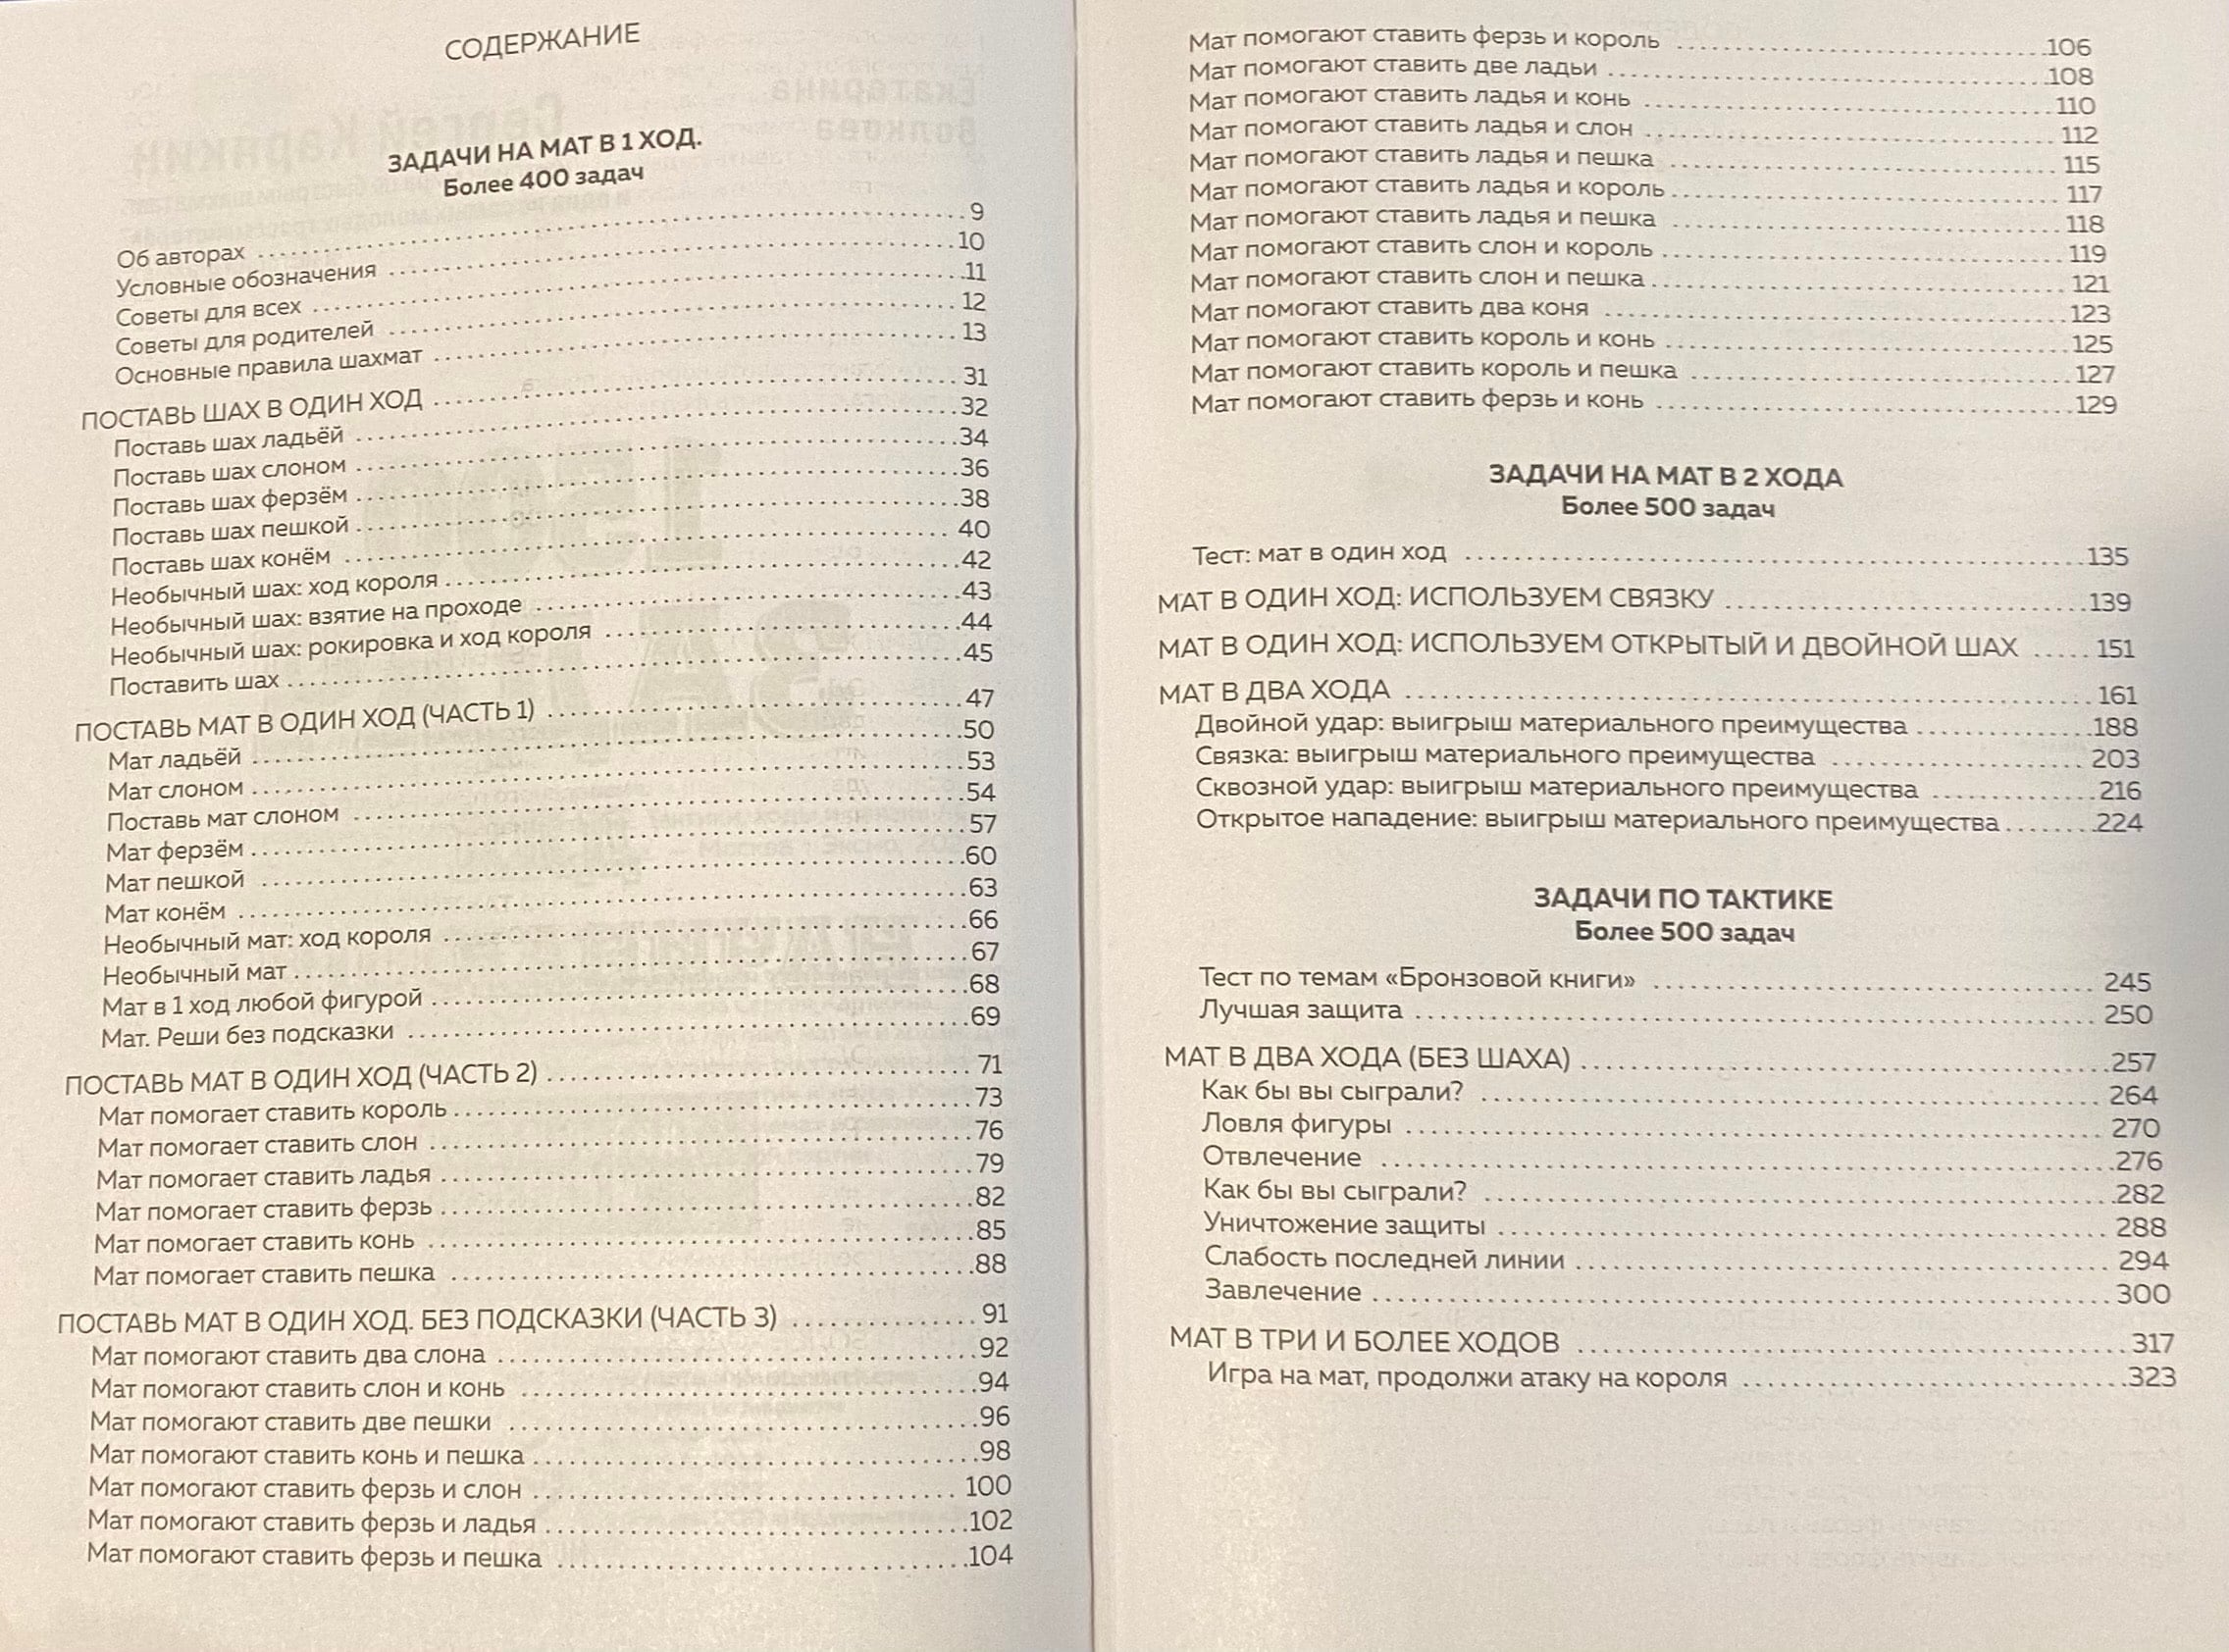 СОДЕРЖАНИЕ
ЗАДАЧИ НА МАТ В 1 ХОД.
Более 400 задач
Об авторах ........ 9
Условные обозначения ........ 10
Советы для всех ........ 11
Советы для родителей ........ 12
Основные правила шахмат ........ 13
ПОСТАВЬ ШАХ В ОДИН ХОД ........ 31
Поставь шах ладьёй ........ 32
Поставь шах слоном ........ 34
Поставь шах ферзём ........ 36
Поставь шах пешкой ........ 38
Поставь шах конём ........ 40
Необычный шах: ход короля ........ 42
Необычный шах: взятие на проходе ........ 43
Необычный шах: рокировка и ход короля ........ 44
Поставить шах ........ 45
ПОСТАВЬ МАТ В ОДИН ХОД (ЧАСТЬ 1) ........ 47
Мат ладьёй ........ 50
Мат слоном ........ 53
Поставь мат слоном ........ 54
Мат ферзём ........ 57
Мат пешкой ........ 60
Мат конём ........ 63
Необычный мат: ход короля ........ 66
Необычный мат ........ 67
Мат в 1 ход любой фигурой ........ 68
Мат. Реши без подсказки ........ 69
ПОСТАВЬ МАТ В ОДИН ХОД (ЧАСТЬ 2) ........ 71
Мат помогает ставить король ........ 73
Мат помогает ставить слон ........ 76
Мат помогает ставить ладья ........ 79
Мат помогает ставить ферзь ........ 82
Мат помогает ставить конь ........ 85
Мат помогает ставить пешка ........ 88
ПОСТАВЬ МАТ В ОДИН ХОД. БЕЗ ПОДСКАЗКИ (ЧАСТЬ 3) ........ 91
Мат помогают ставить два слона ........ 92
Мат помогают ставить слон и конь ........ 94
Мат помогают ставить две пешки ........ 96
Мат помогают ставить конь и пешка ........ 98
Мат помогают ставить ферзь и слон ........ 100
Мат помогают ставить ферзь и ладья ........ 102
Мат помогают ставить ферзь и пешка ........ 104
Мат помогают ставить ферзь и король ........ 106
Мат помогают ставить две ладьи ........ 108
Мат помогают ставить ладья и конь ........ 110
Мат помогают ставить ладья и слон ........ 112
Мат помогают ставить ладья и пешка ........ 115
Мат помогают ставить ладья и король ........ 117
Мат помогают ставить ладья и пешка ........ 118
Мат помогают ставить слон и король ........ 119
Мат помогают ставить слон и пешка ........ 121
Мат помогают ставить два коня ........ 123
Мат помогают ставить король и конь ........ 125
Мат помогают ставить король и пешка ........ 127
Мат помогают ставить ферзь и конь ........ 129
ЗАДАЧИ НА МАТ В 2 ХОДА
Более 500 задач
Тест: мат в один ход ........ 135
МАТ В ОДИН ХОД: ИСПОЛЬЗУЕМ СВЯЗКУ ........ 139
МАТ В ОДИН ХОД: ИСПОЛЬЗУЕМ ОТКРЫТЫЙ И ДВОЙНОЙ ШАХ ..... 151
МАТ В ДВА ХОДА ........ 161
Двойной удар: выигрыш материального преимущества ........ 188
Связка: выигрыш материального преимущества ........ 203
Сквозной удар: выигрыш материального преимущества ........ 216
Открытое нападение: выигрыш материального преимущества ........ 224
ЗАДАЧИ ПО ТАКТИКЕ
Более 500 задач
Тест по темам «Бронзовой книги» ........ 245
Лучшая защита ........ 250
МАТ В ДВА ХОДА (БЕЗ ШАХА) ........ 257
Как бы вы сыграли? ........ 264
Ловля фигуры ........ 270
Отвлечение ........ 276
Как бы вы сыграли? ........ 282
Уничтожение защиты ........ 288
Слабость последней линии ........ 294
Завлечение ........ 300
МАТ В ТРИ И БОЛЕЕ ХОДОВ ........ 317
Игра на мат, продолжи атаку на короля ........ 323